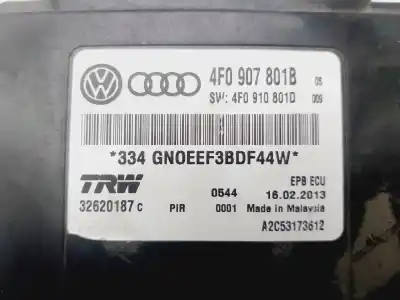 4F0 907 801B 05
SW: 4F0 910 801D 009
*334 GN0EEF3BDF44W*
TRW 0544 EPB ECU
16.02.2013
32620187 C PIR 0001 Made in Malaysia
A2C53173612